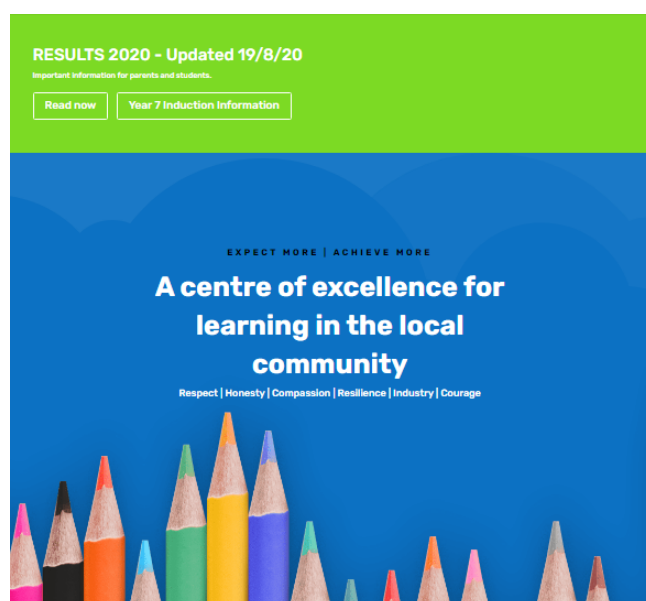 RESULTS 2020 - Updated 19/8/20
Important information for parents and students.
Read now
Year 7 Induction Information
EXPECT MORE | ACHIEVE MORE
A centre of excellence for
learning in the local
community
Respect | Honesty | Compassion | Resilience | Industry | Courage